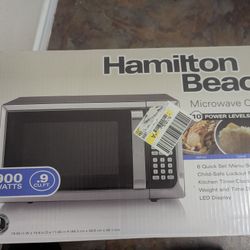 Hamilton
Beac
Microwave O
10 POWER LEVELS
900
WATTS
.9
CU.FT.
6 Quick Set Menu B
Child-Safe Lockout
Kitchen Timer/Clock
Weight and Time D
LED Display